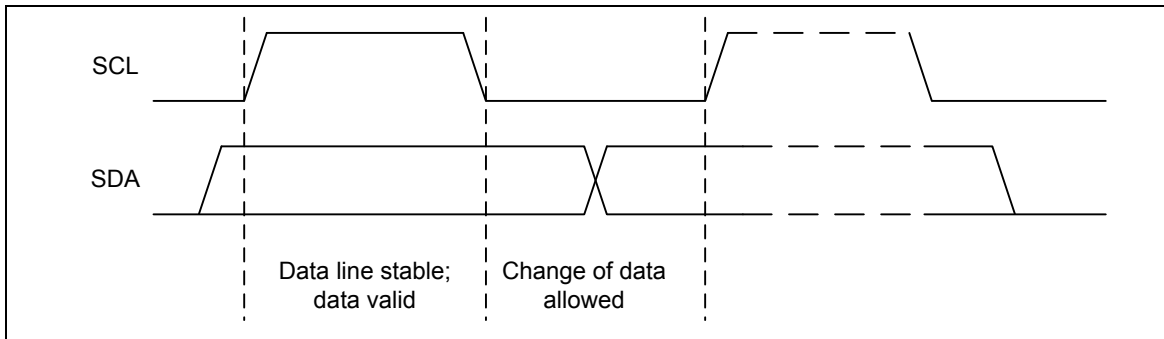 SCL
SDA
Data line stable;
data valid
Change of data
allowed